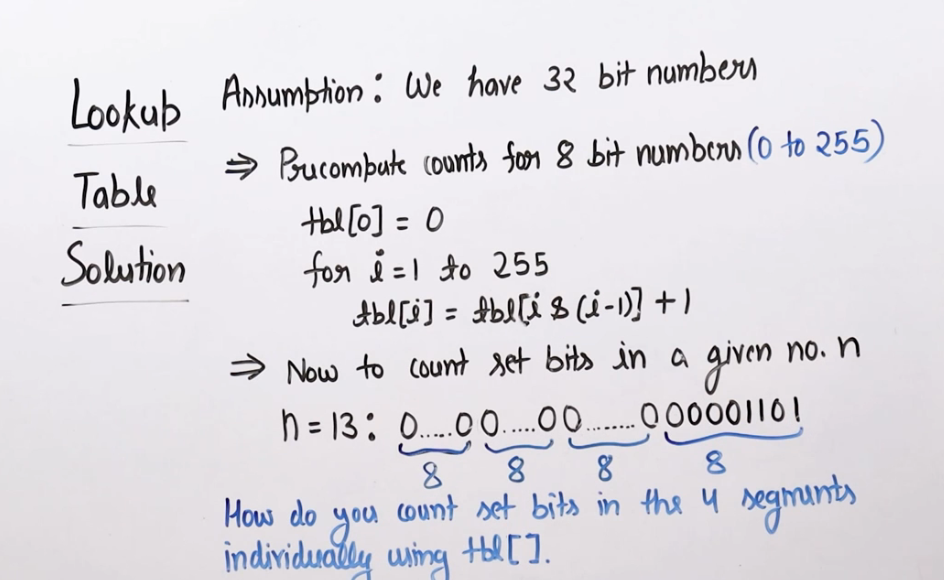 Lookup
Table
Solution
Assumption: We have 32 bit numbers
⇒ Precompute counts for 8 bit numbers (0 to 255)
tbl[0] = 0
for i=1 to 255
tbl[i] = tbl[i & (i-1)] + 1
⇒ Now to count set bits in a given no. n
n = 13: 0.....0 0.....0 0........0 00001101
8 8 8 8
How do you count set bits in the 4 segments
individually using tbl[].